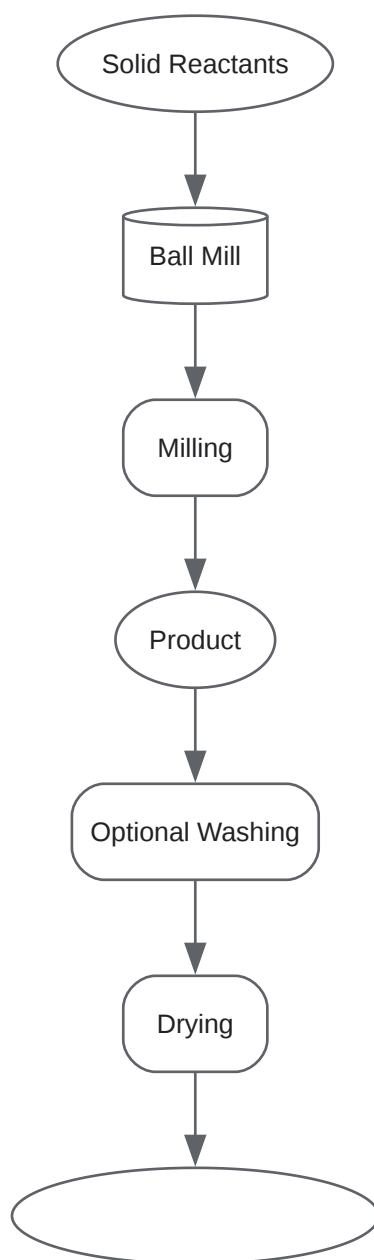 Solid Reactants
Ball Mill
Milling
Product
Optional Washing
Drying